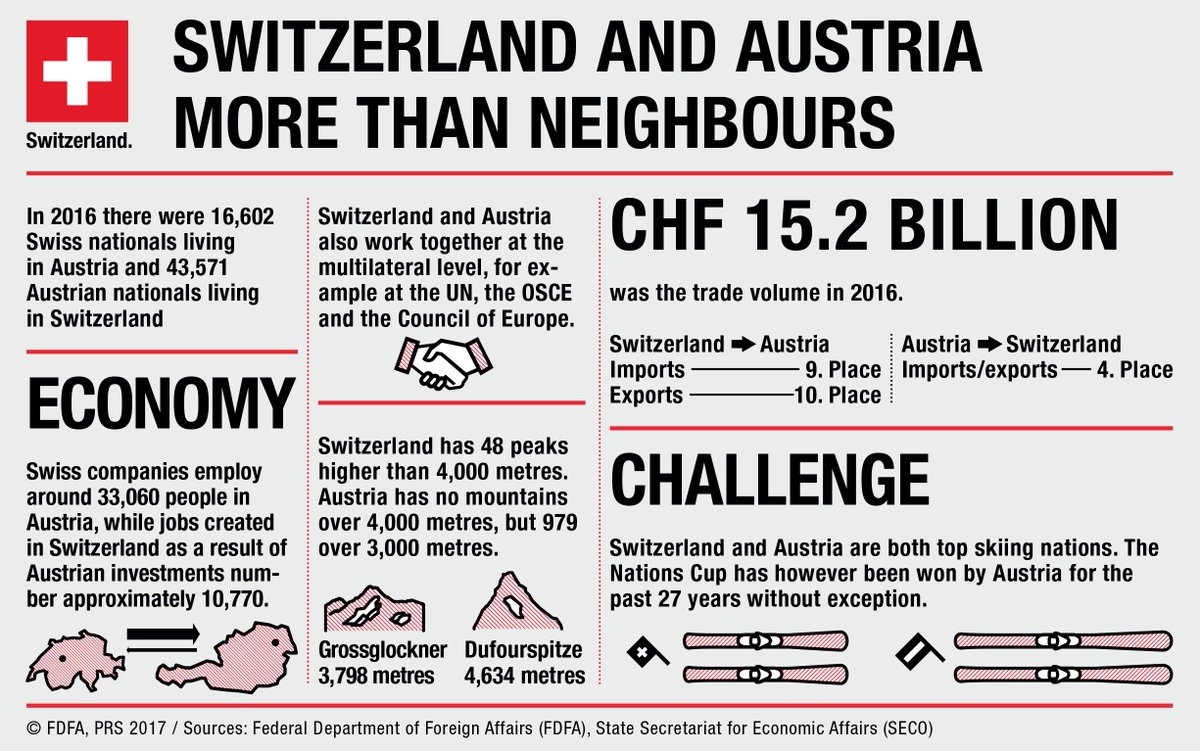 SWITZERLAND AND AUSTRIA
MORE THAN NEIGHBOURS
Switzerland.
In 2016 there were 16,602
Swiss nationals living
in Austria and 43,571
Austrian nationals living
in Switzerland
ECONOMY
Swiss companies employ
around 33,060 people in
Austria, while jobs created
in Switzerland as a result of
Austrian investments num-
ber approximately 10,770.
Switzerland and Austria
also work together at the
multilateral level, for ex-
ample at the UN, the OSCE
and the Council of Europe.
Switzerland has 48 peaks
higher than 4,000 metres.
Austria has no mountains
over 4,000 metres, but 979
over 3,000 metres.
Grossglockner
3,798 metres
Dufourspitze
4,634 metres
CHF 15.2 BILLION
was the trade volume in 2016.
Switzerland ➡ Austria
Imports 9. Place
Exports 10. Place
Austria ➡ Switzerland
Imports/exports 4. Place
CHALLENGE
Switzerland and Austria are both top skiing nations. The
Nations Cup has however been won by Austria for the
past 27 years without exception.
© FDFA, PRS 2017 / Sources: Federal Department of Foreign Affairs (FDFA), State Secretariat for Economic Affairs (SECO)